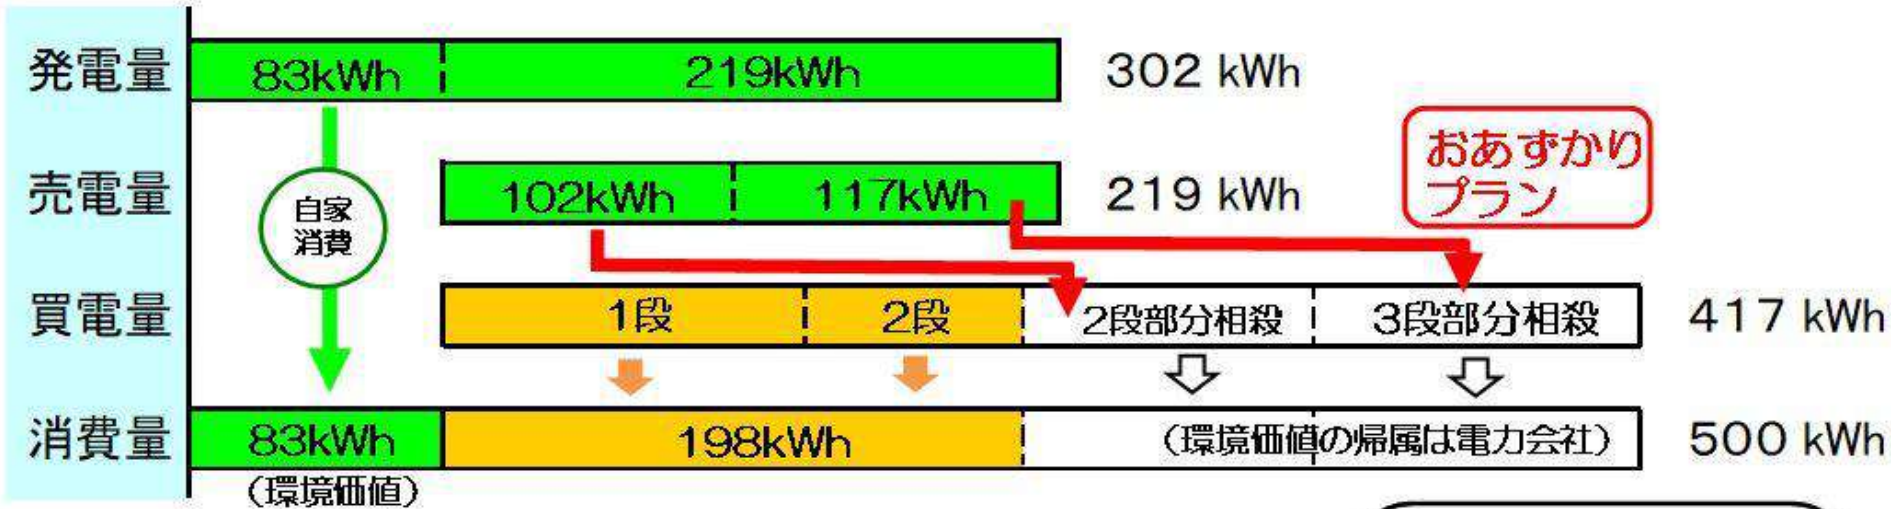 発電量 83kWh 219kWh 302 kWh
おあずかり
プラン
売電量 102kWh 117kWh 219 kWh
自家
消費
買電量 1段 2段 2段部分相殺 3段部分相殺 417 kWh
消費量 83kWh 198kWh （環境価値の帰属は電力会社） 500 kWh
（環境価値）